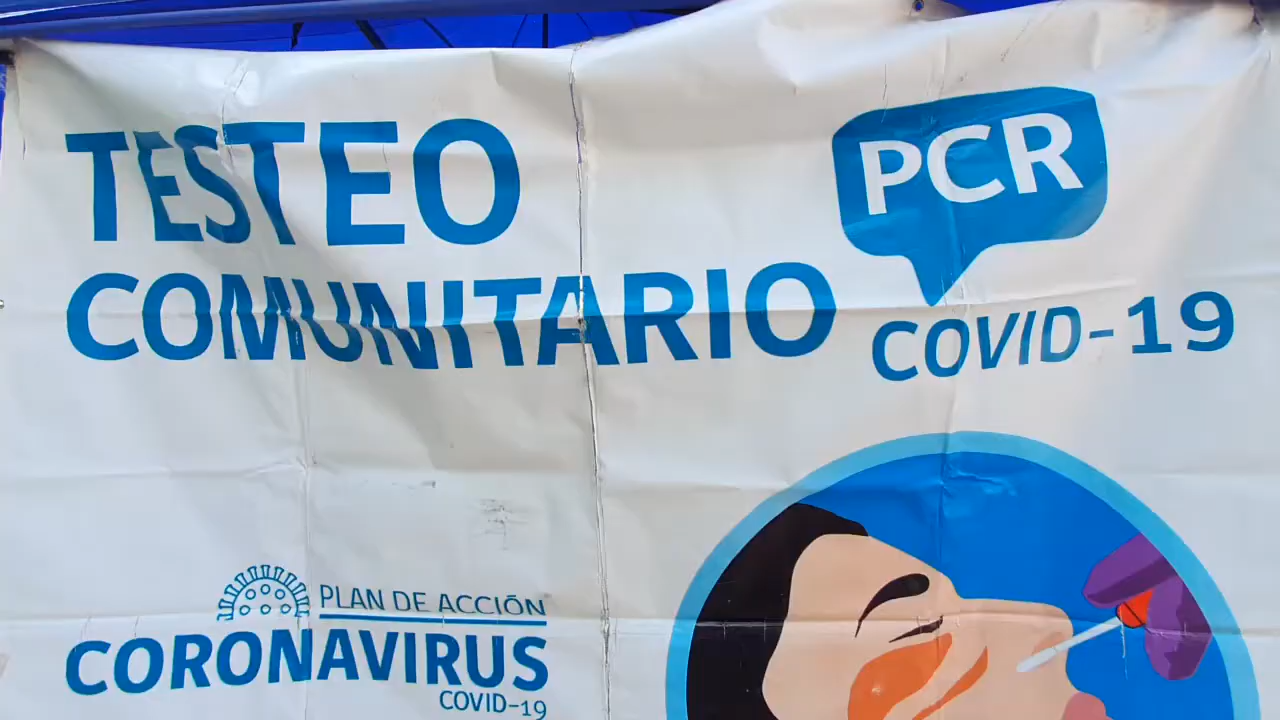 TESTEO
COMUNITARIO
PCR
COVID-19
PLAN DE ACCIÓN
CORONAVIRUS
COVID-19